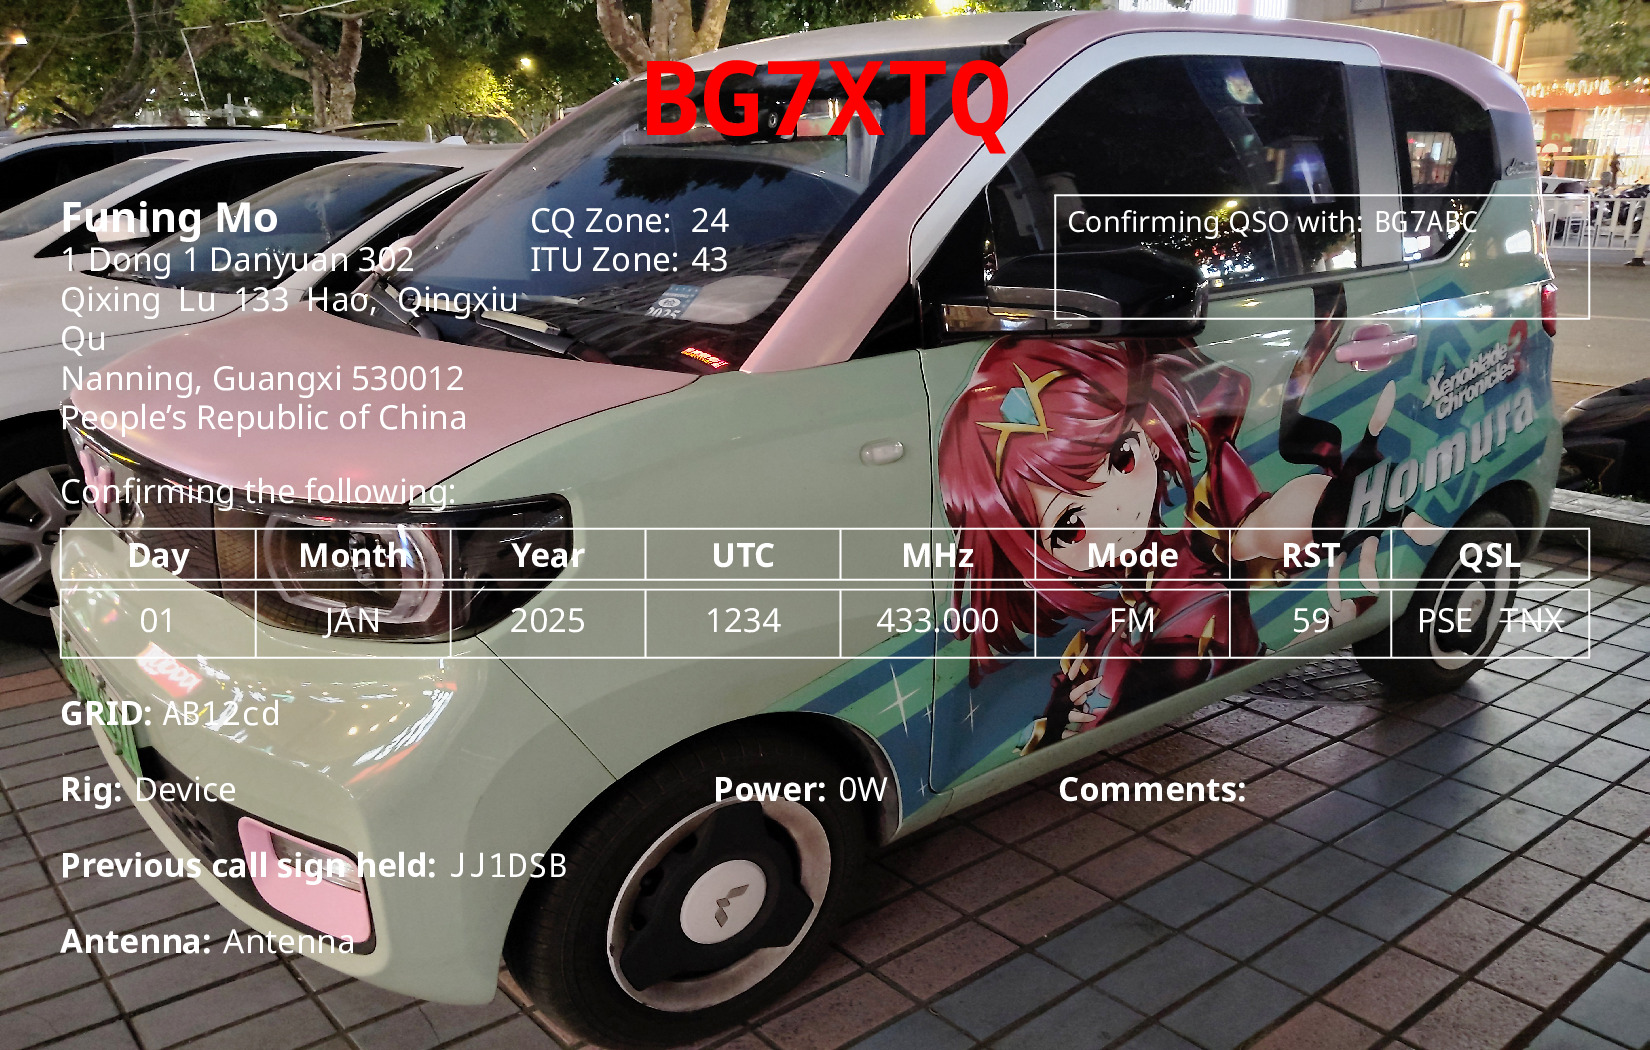 BG7XTQ
Funing Mo
1 Dong 1 Danyuan 302
Qixing Lu 133 Hao, Qingxiu
Qu
Nanning, Guangxi 530012
People’s Republic of China
CQ Zone: 24
ITU Zone: 43
Confirming QSO with: BG7ABC
2025
Xenoblade 2
Chronicles
Homura
Confirming the following:
Day Month Year UTC MHz Mode RST QSL
01 JAN 2025 1234 433.000 FM 59 PSE TNX
GRID: AB12cd
Rig: Device Power: 0W Comments:
Previous call sign held: JJ1DSB
Antenna: Antenna